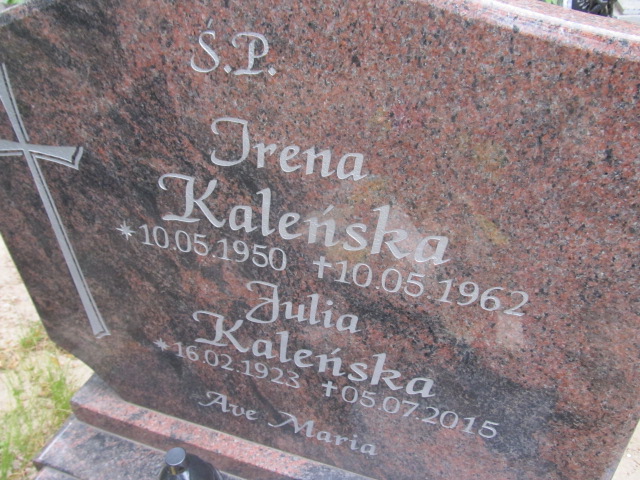 Ś.P.
Irena
Kaleńska
*10.05.1950 †10.05.1962
Julia
Kaleńska
*16.02.1923 †05.07.2015
Ave Maria